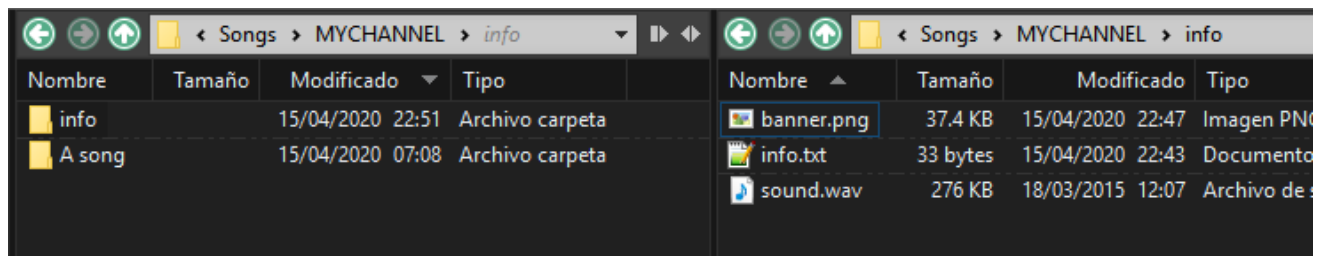 ‹ Songs › MYCHANNEL › info
Nombre Tamaño Modificado Tipo
info 15/04/2020 22:51 Archivo carpeta
A song 15/04/2020 07:08 Archivo carpeta
‹ Songs › MYCHANNEL › info
Nombre Tamaño Modificado Tipo
banner.png 37.4 KB 15/04/2020 22:47 Imagen PN
info.txt 33 bytes 15/04/2020 22:43 Documento
sound.wav 276 KB 18/03/2015 12:07 Archivo de